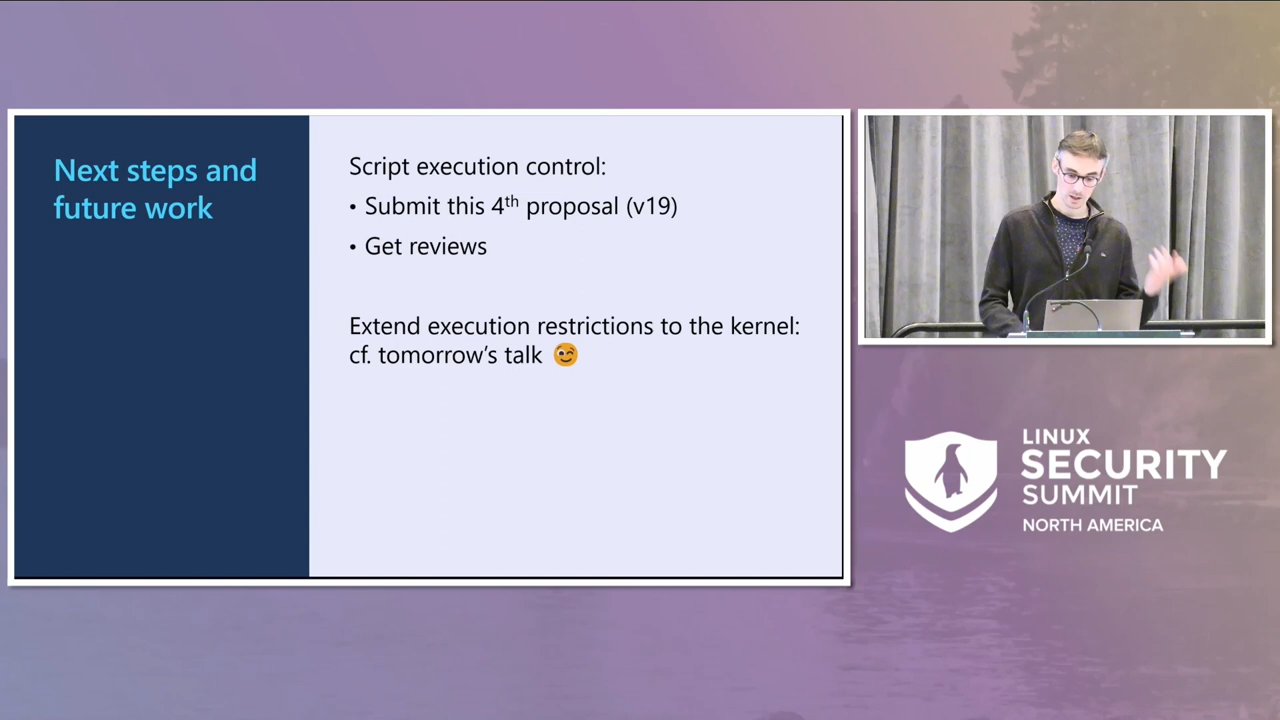 Next steps and
future work
Script execution control:
• Submit this 4th proposal (v19)
• Get reviews
Extend execution restrictions to the kernel:
cf. tomorrow's talk 😉
LINUX
SECURITY
SUMMIT
NORTH AMERICA